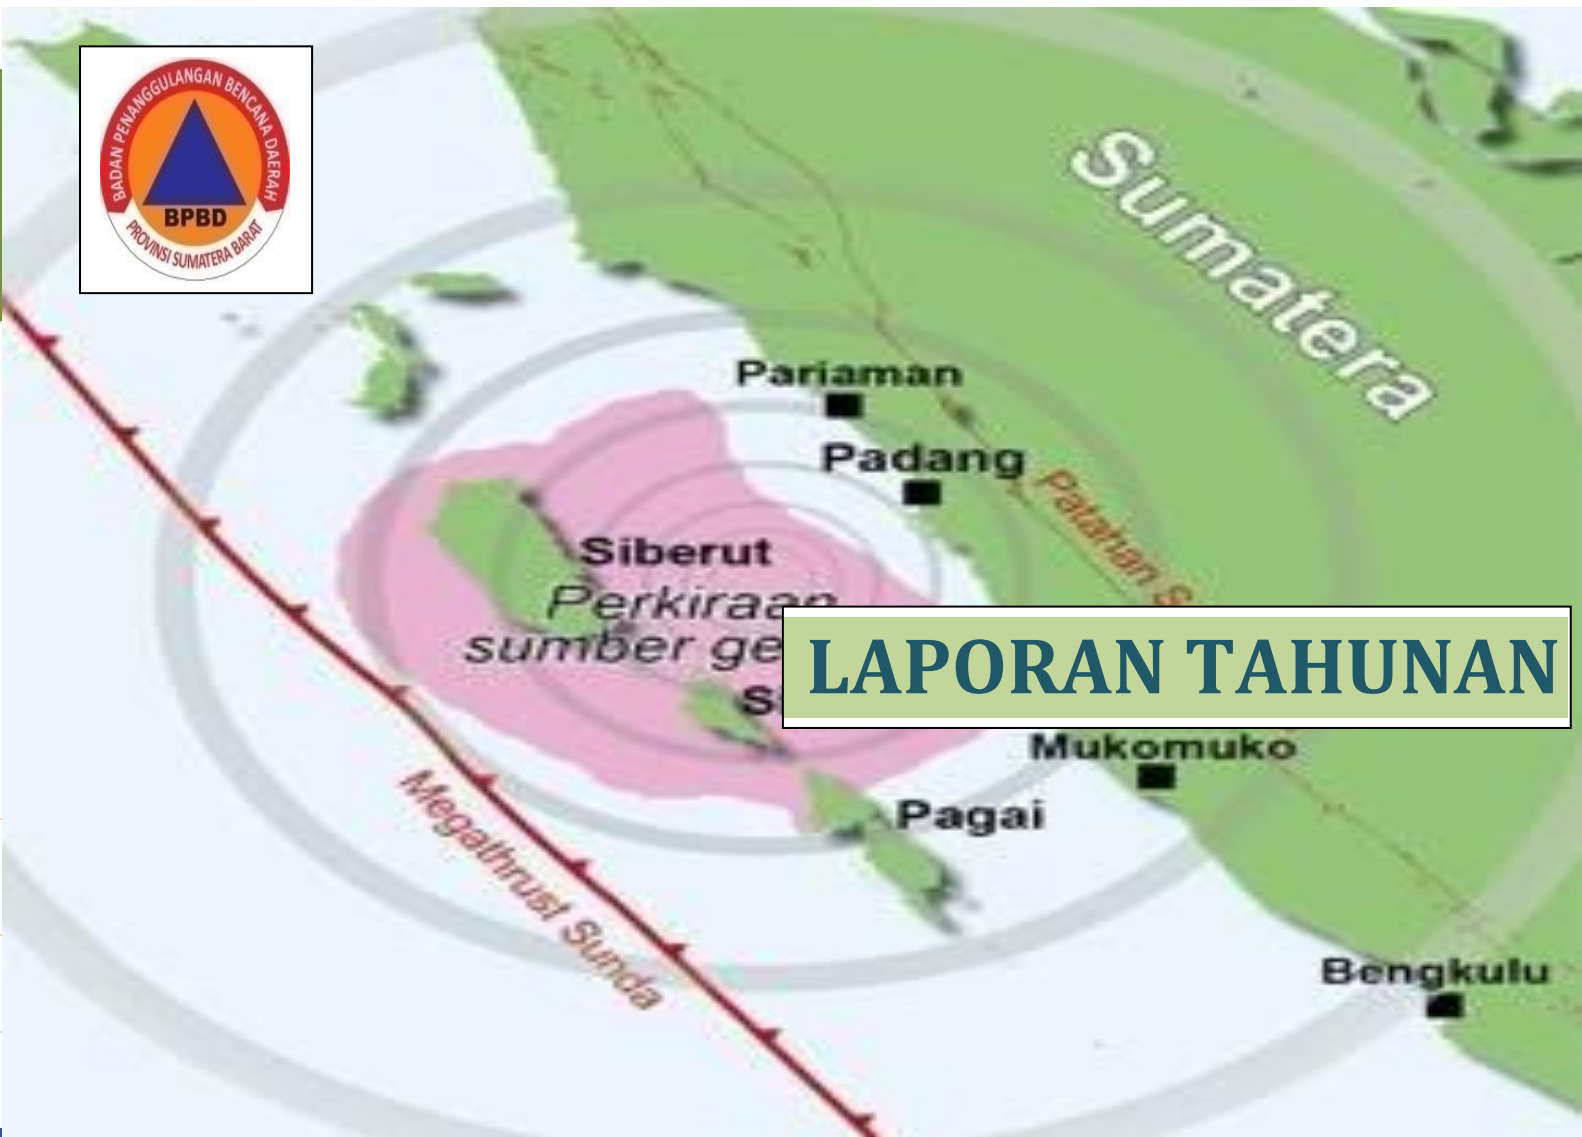 BADAN PENANGGULANGAN BENCANA DAERAH
BPBD
PROVINSI SUMATERA BARAT
Sumatera
Pariaman
Padang
Patahan
Siberut
Perkiraan
sumber
LAPORAN TAHUNAN
Mukomuko
Pagai
Megathrust Sunda
Bengkulu